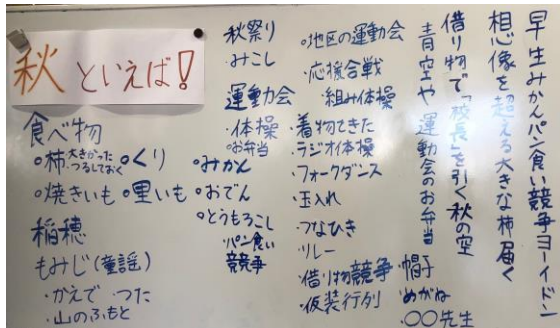 秋といえば!
食べ物
○柿 大きかった つるしておく ○くり
○焼きいも ○里いも
○みかん
○おでん
○とうもろこし
稲穂
もみじ(童謡)
・かえで ・つた
・山のふもと
秋祭り
・みこし
運動会
・体操
○お弁当
・パン食い競争
○地区の運動会
・応援合戦
・組み体操
・着物できた
・ラジオ体操
・フォークダンス
・玉入れ
・つなひき
・リレー
・借り物競争
・仮装行列
・帽子
・めがね
・○○先生
早生みかんパン食い競争ヨーイドン
想像を超える大きな柿届く
借り物で「校長」を引く秋の空
青空や運動会のお弁当